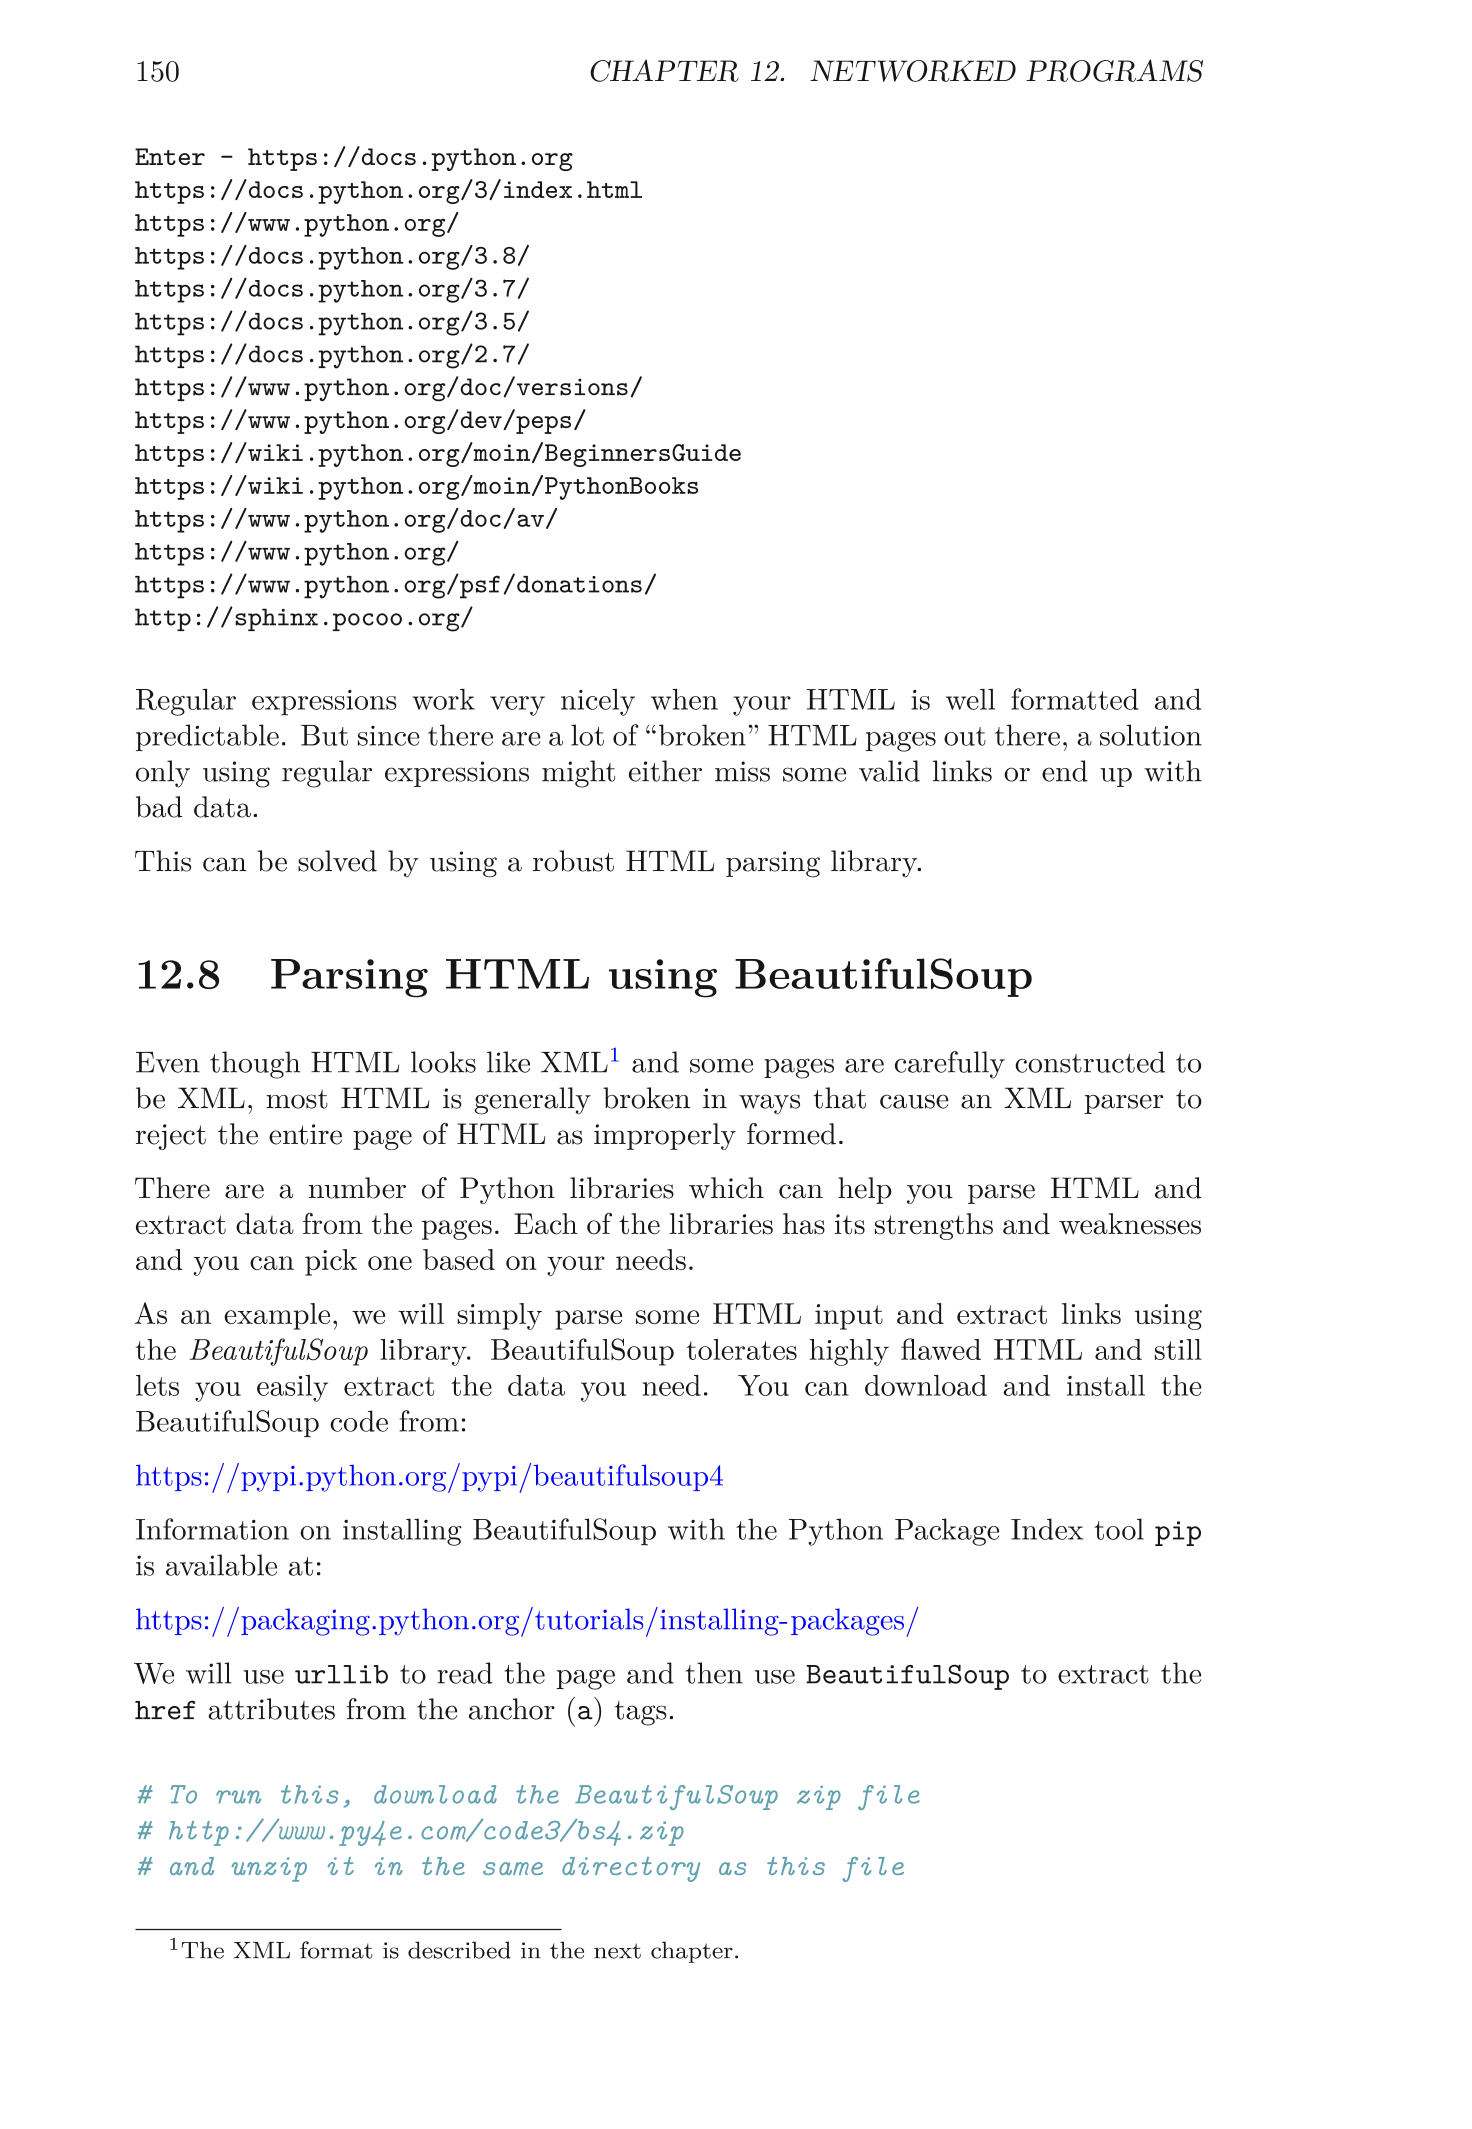 150 CHAPTER 12. NETWORKED PROGRAMS
Enter - https://docs.python.org
https://docs.python.org/3/index.html
https://www.python.org/
https://docs.python.org/3.8/
https://docs.python.org/3.7/
https://docs.python.org/3.5/
https://docs.python.org/2.7/
https://www.python.org/doc/versions/
https://www.python.org/dev/peps/
https://wiki.python.org/moin/BeginnersGuide
https://wiki.python.org/moin/PythonBooks
https://www.python.org/doc/av/
https://www.python.org/
https://www.python.org/psf/donations/
http://sphinx.pocoo.org/
Regular expressions work very nicely when your HTML is well formatted and
predictable. But since there are a lot of “broken” HTML pages out there, a solution
only using regular expressions might either miss some valid links or end up with
bad data.
This can be solved by using a robust HTML parsing library.
12.8 Parsing HTML using BeautifulSoup
Even though HTML looks like XML1 and some pages are carefully constructed to
be XML, most HTML is generally broken in ways that cause an XML parser to
reject the entire page of HTML as improperly formed.
There are a number of Python libraries which can help you parse HTML and
extract data from the pages. Each of the libraries has its strengths and weaknesses
and you can pick one based on your needs.
As an example, we will simply parse some HTML input and extract links using
the BeautifulSoup library. BeautifulSoup tolerates highly flawed HTML and still
lets you easily extract the data you need. You can download and install the
BeautifulSoup code from:
https://pypi.python.org/pypi/beautifulsoup4
Information on installing BeautifulSoup with the Python Package Index tool pip
is available at:
https://packaging.python.org/tutorials/installing-packages/
We will use urllib to read the page and then use BeautifulSoup to extract the
href attributes from the anchor (a) tags.
# To run this, download the BeautifulSoup zip file
# http://www.py4e.com/code3/bs4.zip
# and unzip it in the same directory as this file
1The XML format is described in the next chapter.